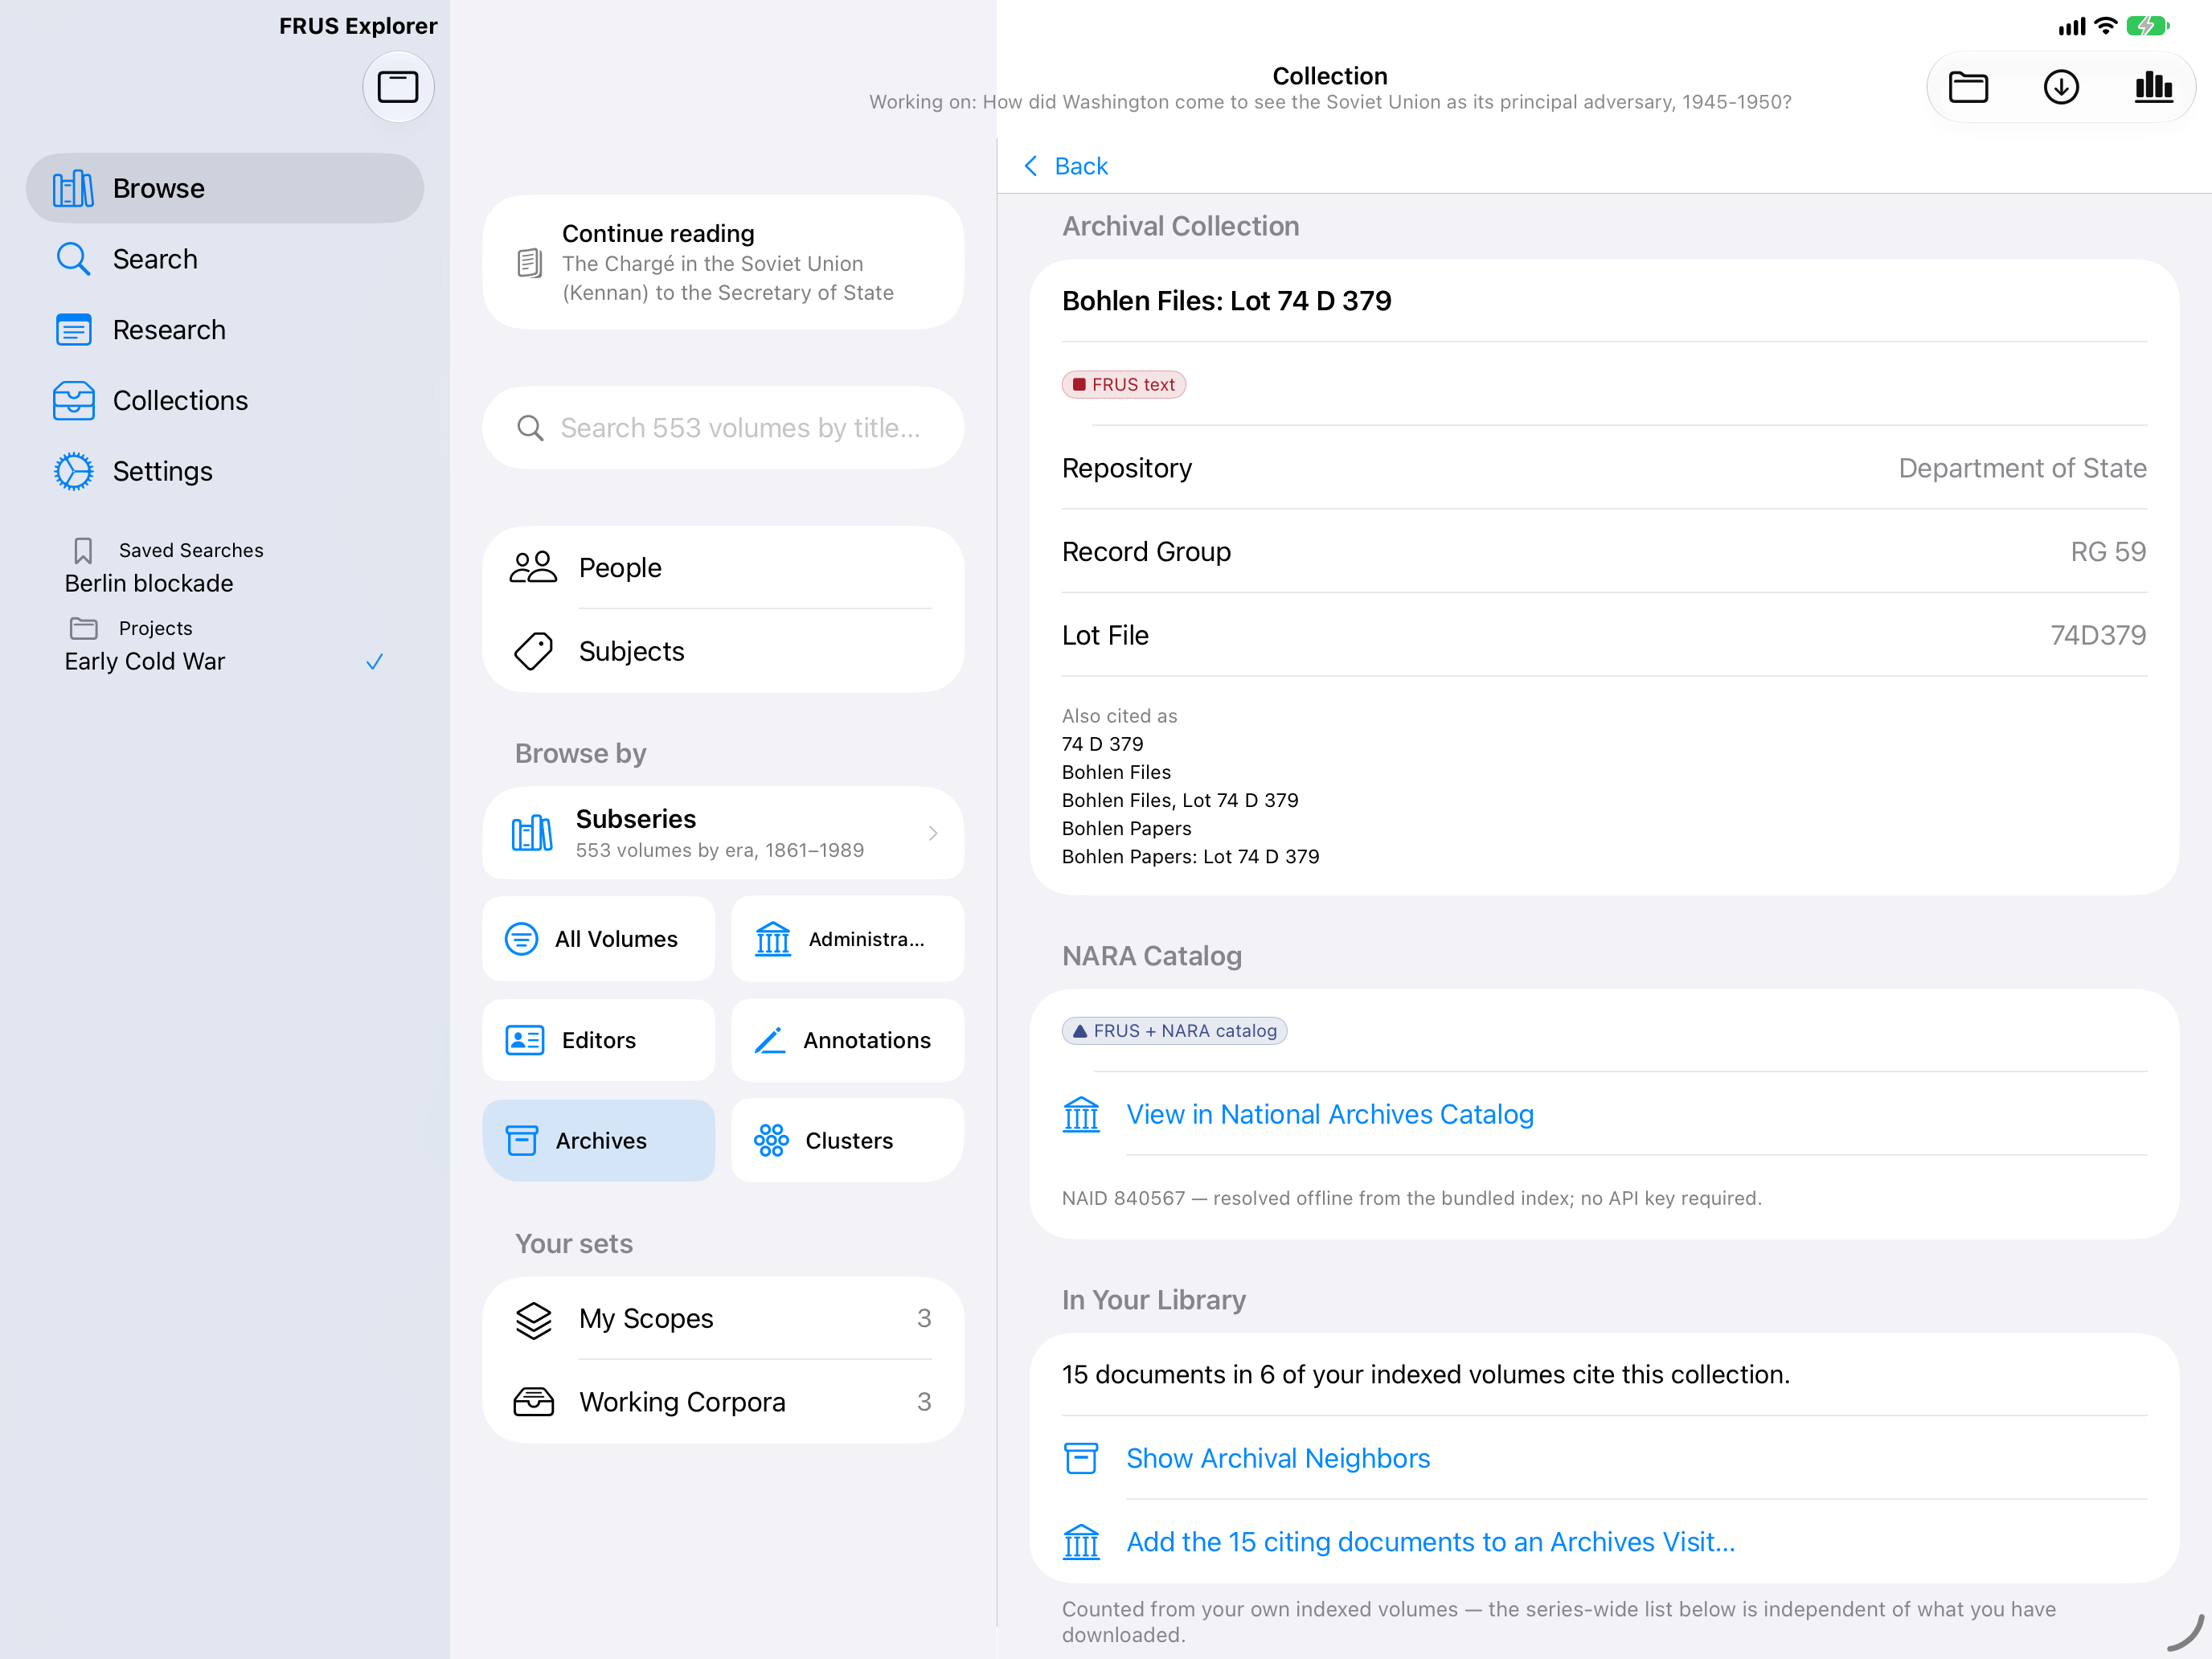 FRUS Explorer
Browse
Search
Research
Collections
Settings
Saved Searches
Berlin blockade
Projects
Early Cold War
Continue reading
The Chargé in the Soviet Union
(Kennan) to the Secretary of State
Search 553 volumes by title...
People
Subjects
Browse by
Subseries
553 volumes by era, 1861–1989
All Volumes
Administra...
Editors
Annotations
Archives
Clusters
Your sets
My Scopes 3
Working Corpora 3
Collection
Working on: How did Washington come to see the Soviet Union as its principal adversary, 1945-1950?
Back
Archival Collection
Bohlen Files: Lot 74 D 379
FRUS text
Repository Department of State
Record Group RG 59
Lot File 74D379
Also cited as
74 D 379
Bohlen Files
Bohlen Files, Lot 74 D 379
Bohlen Papers
Bohlen Papers: Lot 74 D 379
NARA Catalog
FRUS + NARA catalog
View in National Archives Catalog
NAID 840567 — resolved offline from the bundled index; no API key required.
In Your Library
15 documents in 6 of your indexed volumes cite this collection.
Show Archival Neighbors
Add the 15 citing documents to an Archives Visit...
Counted from your own indexed volumes — the series-wide list below is independent of what you have
downloaded.